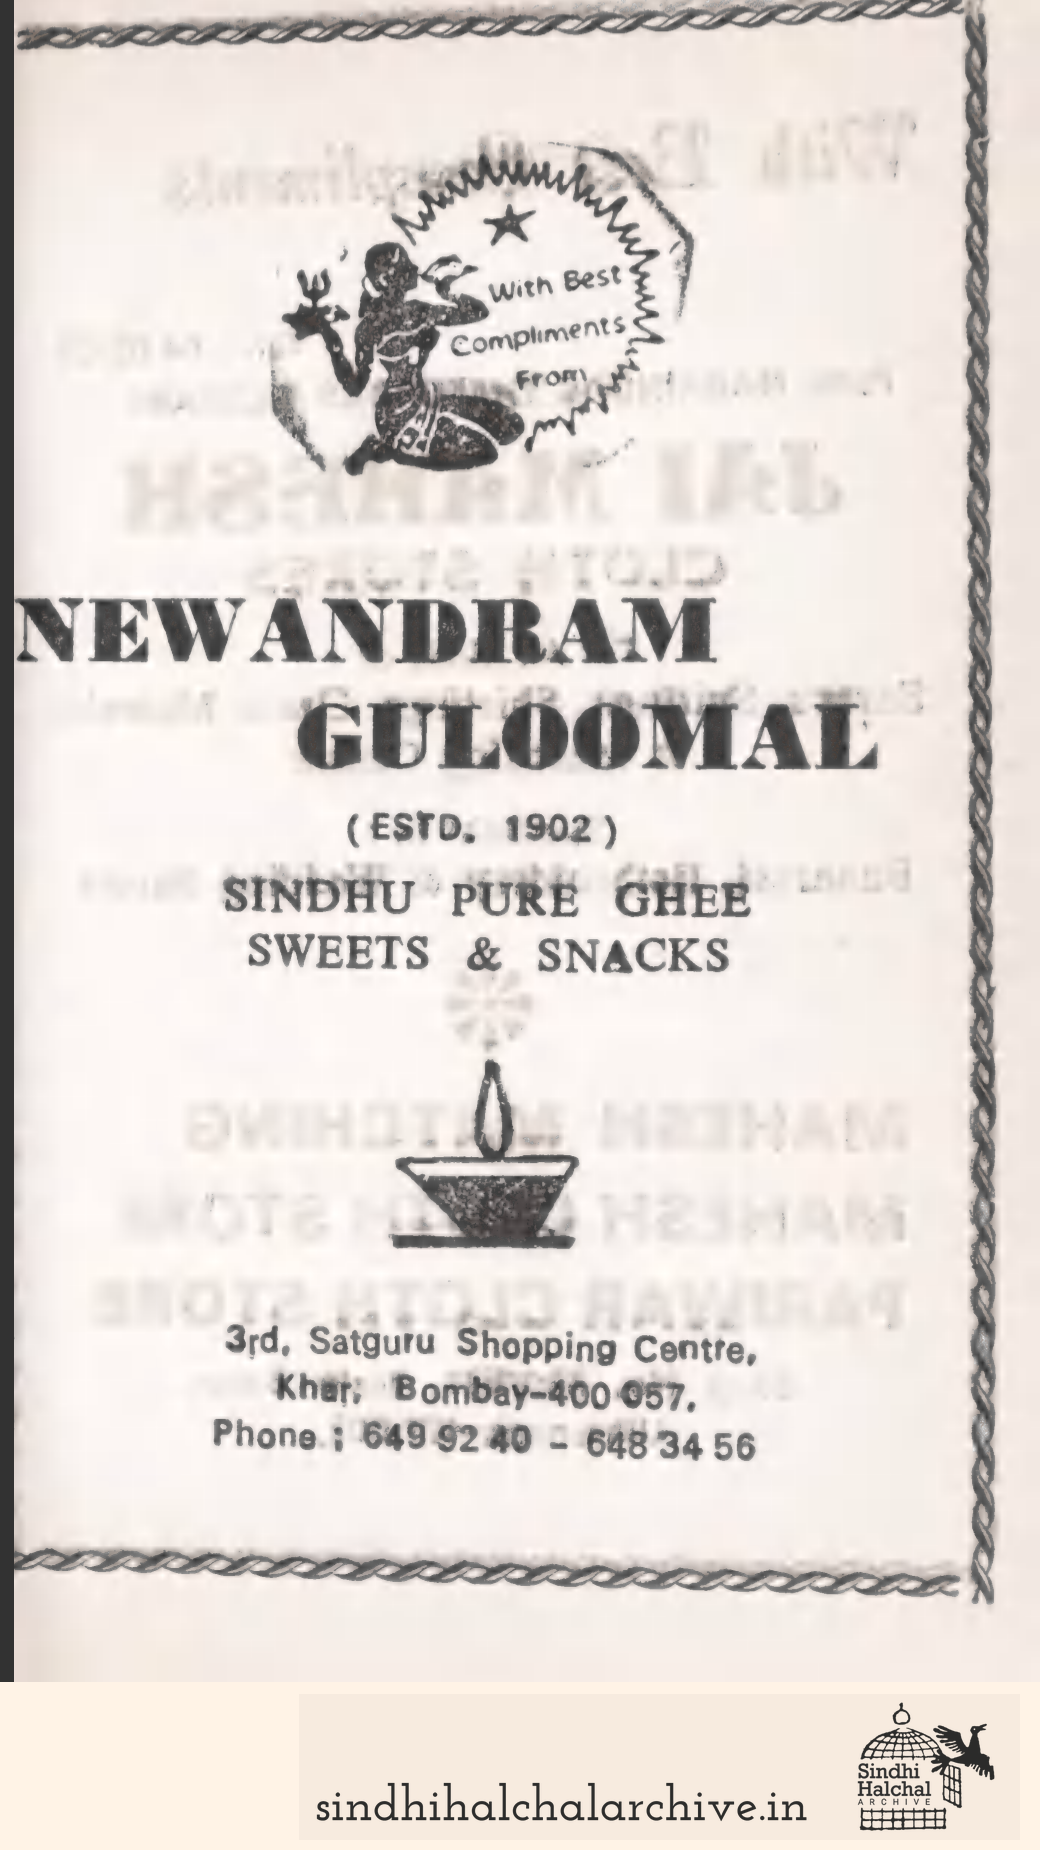 With Best
Compliments
From
NEWANDRAM
GULOOMAL
( ESTD. 1902 )
SINDHU PURE GHEE
SWEETS & SNACKS
3rd, Satguru Shopping Centre,
Khar, Bombay-400 057.
Phone : 649 92 40 - 648 34 56
sindhihalchalarchive.in
Sindhi
Halchal
ARCHIVE